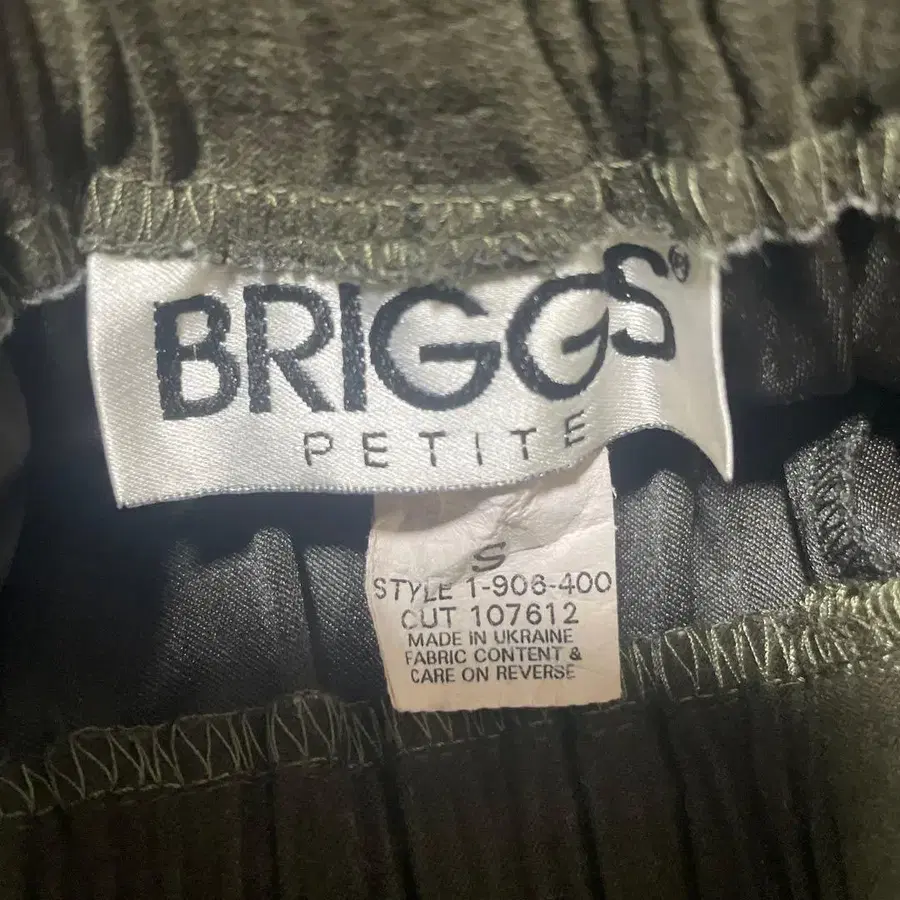 BRIGGS®
PETITE
S
STYLE 1-906-400
CUT 107612
MADE IN UKRAINE
FABRIC CONTENT &
CARE ON REVERSE